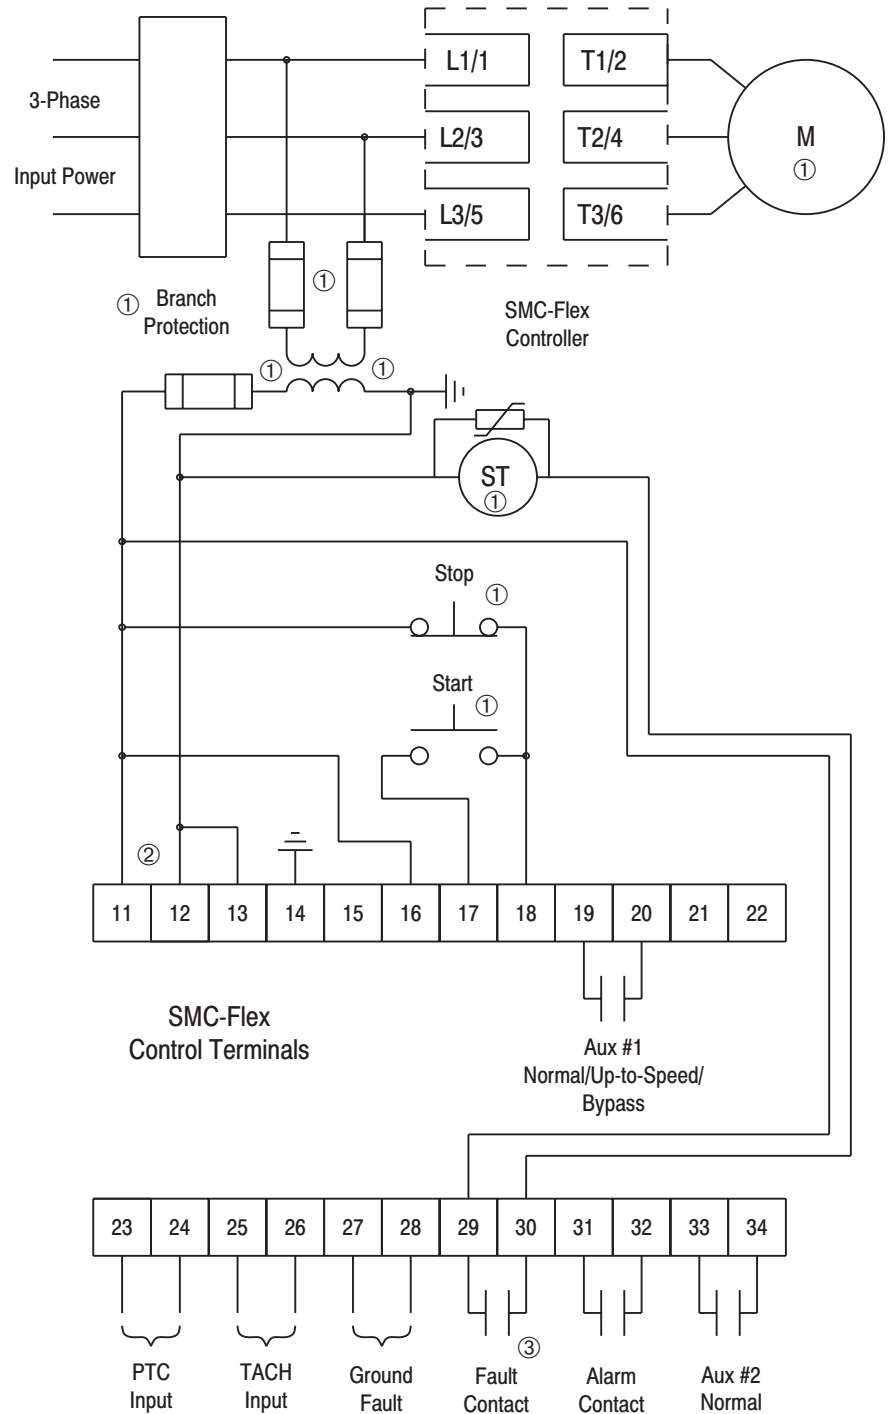 L1/1 T1/2
3-Phase
L2/3 T2/4 M
①
Input Power
L3/5 T3/6
①
① Branch
Protection
SMC-Flex
Controller
① ①
ST
①
Stop
①
Start
①
②
11 12 13 14 15 16 17 18 19 20 21 22
SMC-Flex
Control Terminals
Aux #1
Normal/Up-to-Speed/
Bypass
23 24 25 26 27 28 29 30 31 32 33 34
③
PTC
Input
TACH
Input
Ground
Fault
Fault
Contact
Alarm
Contact
Aux #2
Normal